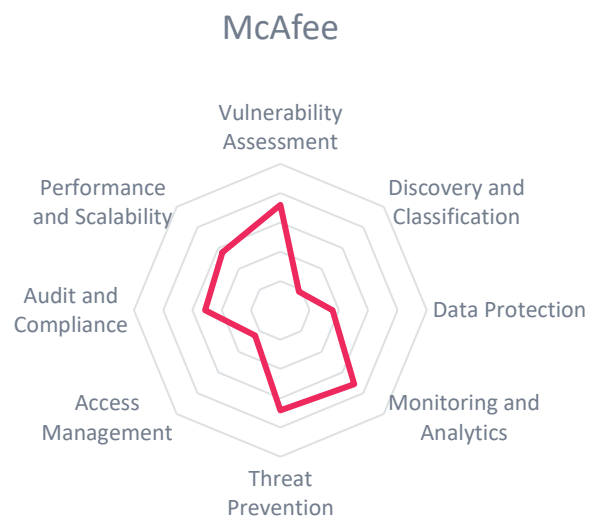 McAfee
Vulnerability
Assessment
Performance
and Scalability
Discovery and
Classification
Audit and
Compliance
Data Protection
Access
Management
Monitoring and
Analytics
Threat
Prevention